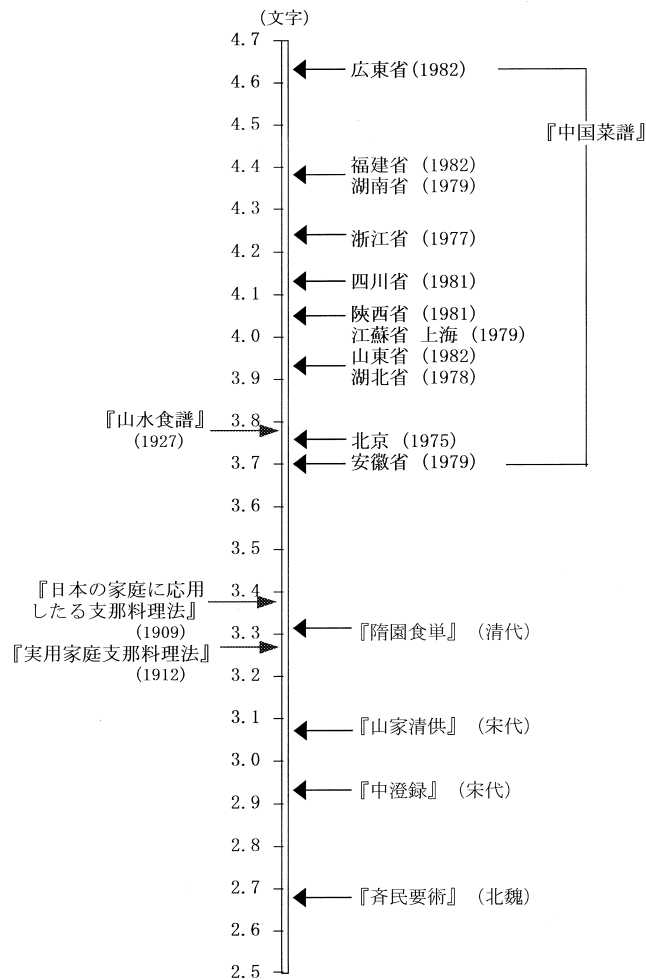 (文字)
4.7
4.6
4.5
4.4
4.3
4.2
4.1
4.0
3.9
3.8
3.7
3.6
3.5
3.4
3.3
3.2
3.1
3.0
2.9
2.8
2.7
2.6
2.5
広東省(1982)
『中国菜譜』
福建省 (1982)
湖南省 (1979)
浙江省 (1977)
四川省 (1981)
陝西省 (1981)
江蘇省 上海 (1979)
山東省 (1982)
湖北省 (1978)
北京 (1975)
安徽省 (1979)
『山水食譜』
(1927)
『日本の家庭に応用
したる支那料理法』
(1909)
『実用家庭支那料理法』
(1912)
『隋園食単』 (清代)
『山家清供』 (宋代)
『中澄録』 (宋代)
『斉民要術』 (北魏)